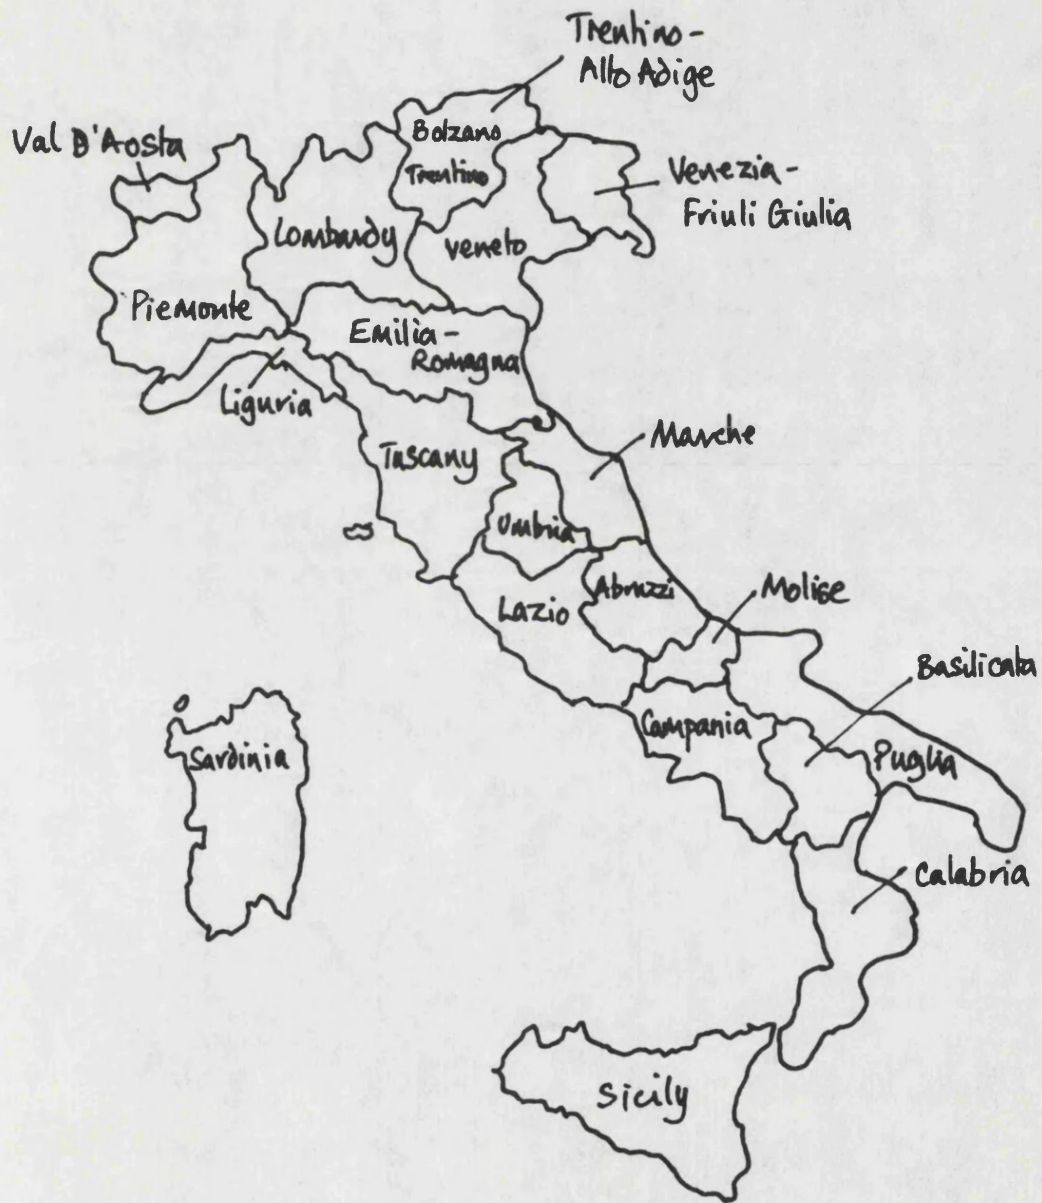 Trentino-
Alto Adige
Val D'Aosta
Bolzano
Trentino
Venezia-
Friuli Giulia
Lombardy
Veneto
Piemonte
Emilia-
Romagna
Liguria
Marche
Tuscany
Umbria
Abruzzi
Molise
Lazio
Basilicata
Campania
Sardinia
Puglia
Calabria
Sicily